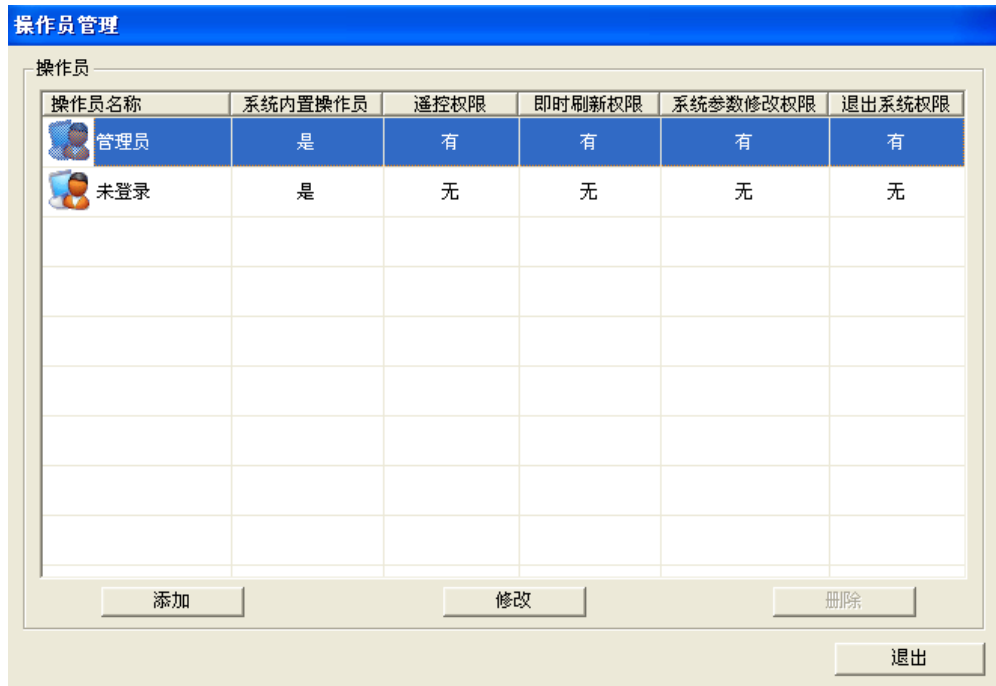 操作员管理
操作员
操作员名称 系统内置操作员 遥控权限 即时刷新权限 系统参数修改权限 退出系统权限
管理员 是 有 有 有 有
未登录 是 无 无 无 无
添加 修改 删除
退出